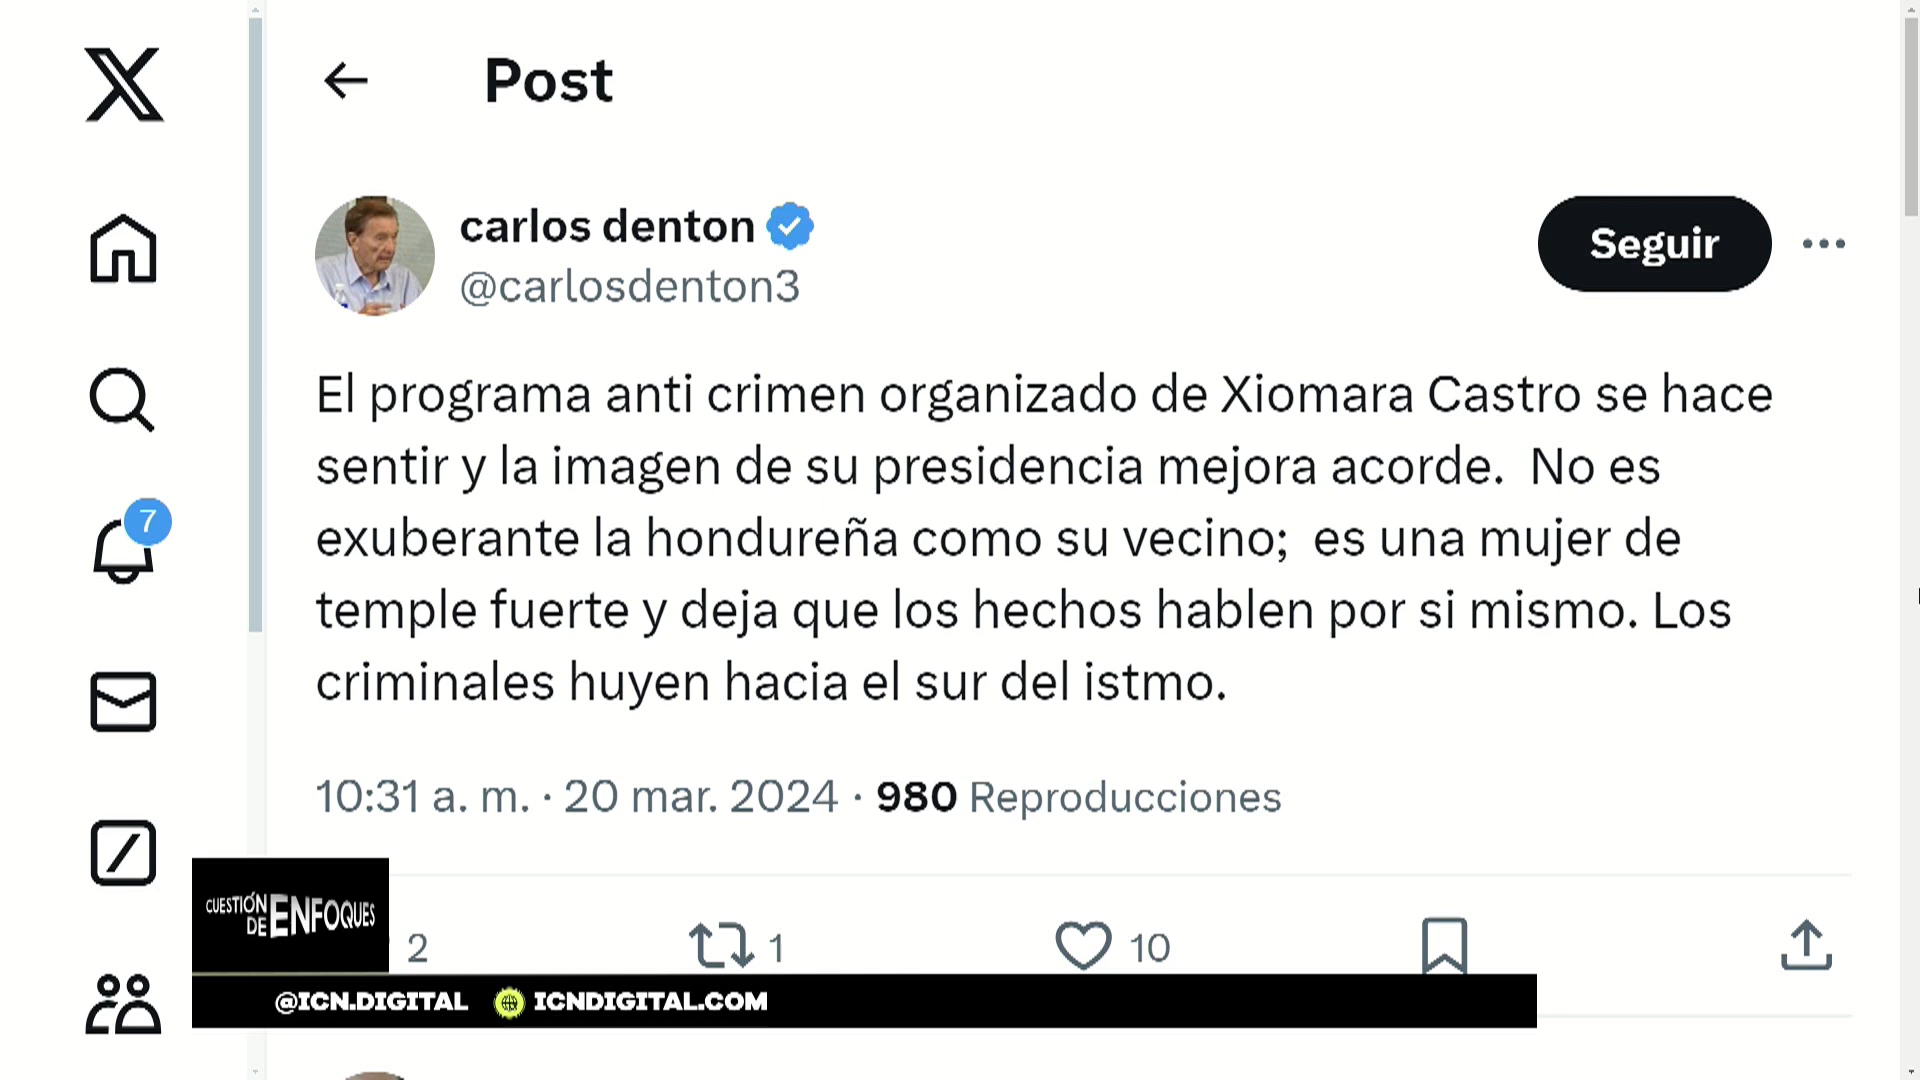 Post
carlos denton
@carlosdenton3
Seguir
El programa anti crimen organizado de Xiomara Castro se hace
sentir y la imagen de su presidencia mejora acorde.  No es
exuberante la hondureña como su vecino;  es una mujer de
temple fuerte y deja que los hechos hablen por si mismo. Los
criminales huyen hacia el sur del istmo.
10:31 a. m. · 20 mar. 2024 · 980 Reproducciones
7
2
1
10
CUESTIÓN
DE ENFOQUES
@ICN.DIGITAL
ICNDIGITAL.COM